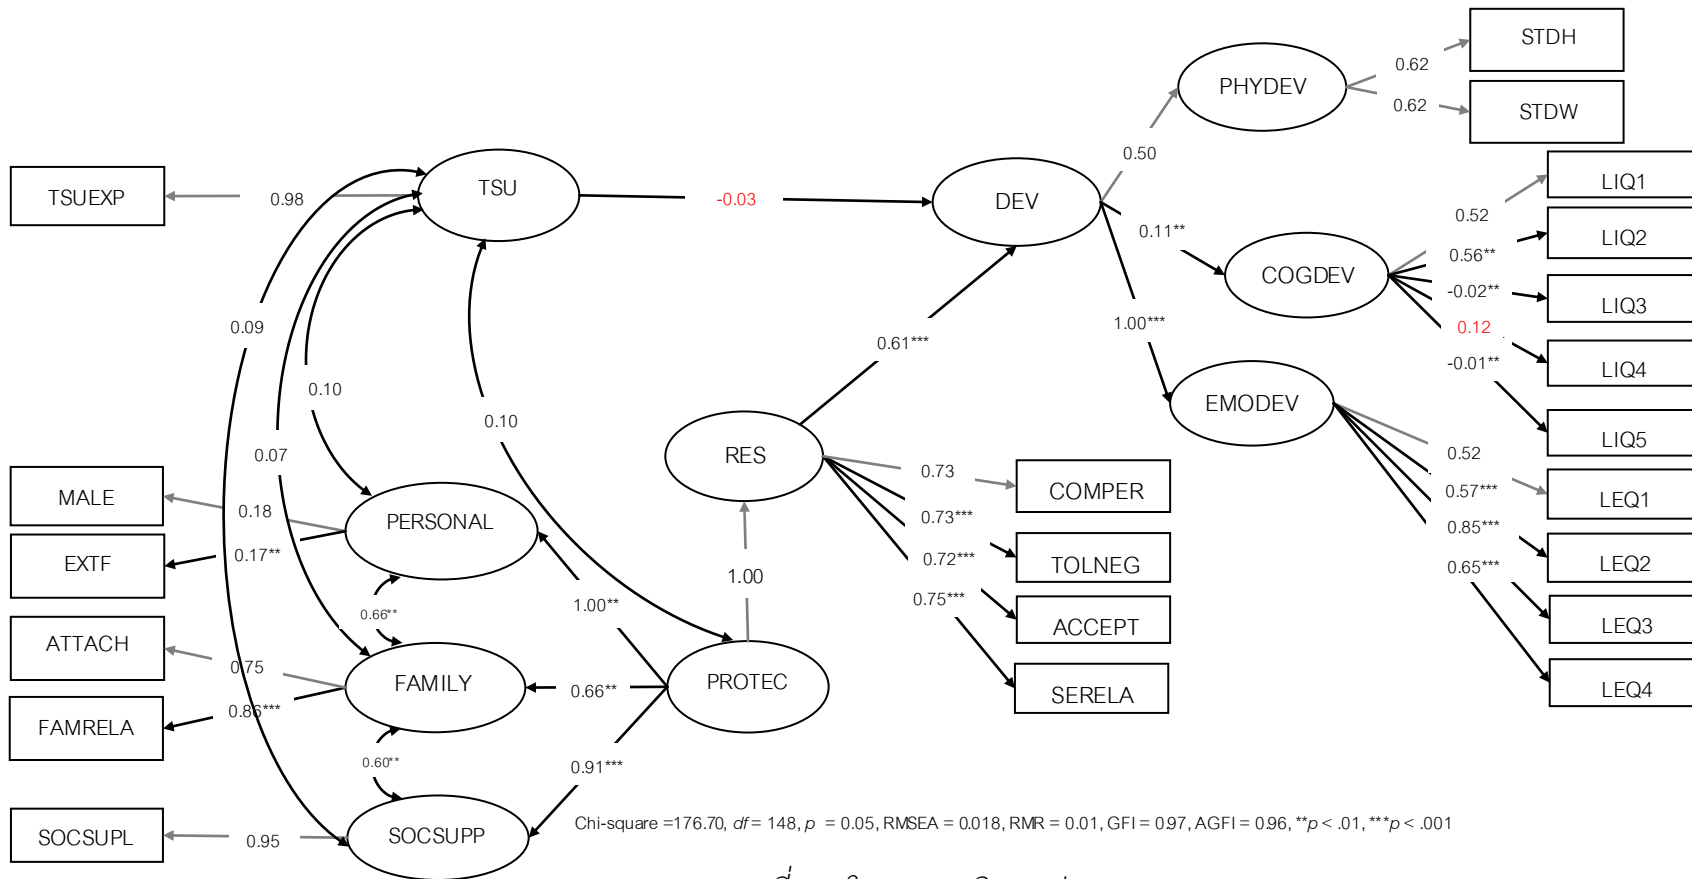 STDH
0.62
PHYDEV
0.62
STDW
0.50
TSUEXP
0.98
TSU
-0.03
DEV
0.11**
LIQ1
0.52
LIQ2
0.56**
COGDEV
-0.02**
LIQ3
0.12
LIQ4
-0.01**
LIQ5
1.00***
EMODEV
0.52
LEQ1
0.57***
0.85***
LEQ2
0.65***
LEQ3
LEQ4
0.09
0.10
0.07
0.10
0.61***
RES
0.73
COMPER
0.73***
TOLNEG
0.72***
ACCEPT
0.75***
SERELA
MALE
0.18
PERSONAL
EXTF
0.17**
0.66**
1.00**
1.00
ATTACH
0.75
FAMILY
0.66**
PROTEC
FAMRELA
0.86***
0.60**
0.91***
SOCSUPL
0.95
SOCSUPP
Chi-square =176.70, df = 148, p = 0.05, RMSEA = 0.018, RMR = 0.01, GFI = 0.97, AGFI = 0.96, **p < .01, ***p < .001